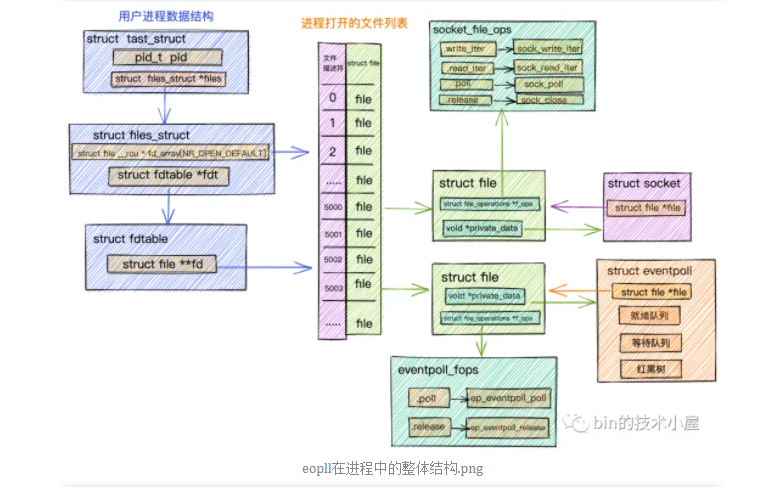 用户进程数据结构
struct tast_struct
pid_t pid
struct files_struct *files
struct files_struct
struct file __rcu * fd_array[NR_OPEN_DEFAULT]
struct fdtable *fdt
struct fdtable
struct file **fd
进程打开的文件列表
文件
描述符
struct file
0 file
1 file
2 file
..... file
5000 file
5001 file
5002 file
5003 file
..... file
socket_file_ops
.write_iter sock_write_iter
.read_iter sock_read_iter
.poll sock_poll
.release sock_close
struct file
struct file_operations *f_ops
void *private_data
struct socket
struct file *file
struct file
void *private_data
struct file_operations *f_ops
struct eventpoll
struct file *file
就绪队列
等待队列
红黑树
eventpoll_fops
.poll ep_eventpoll_poll
.release ep_eventpoll_release
bin的技术小屋
eopll在进程中的整体结构.png